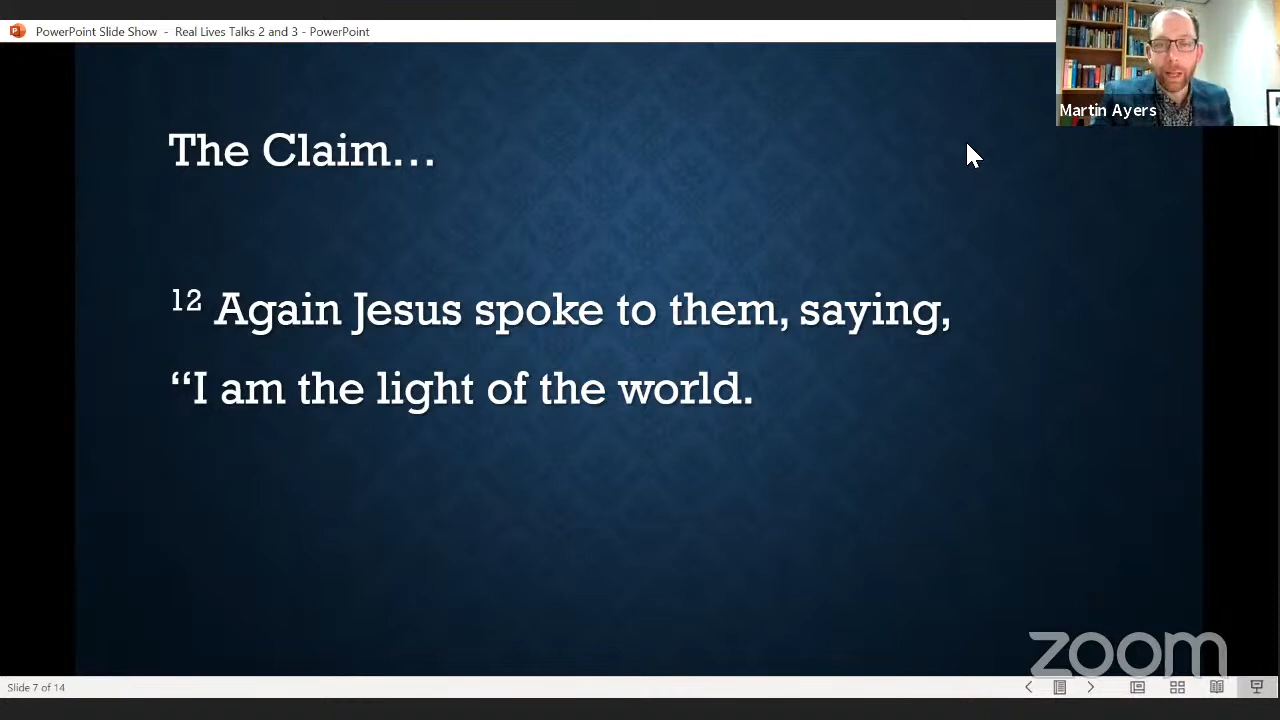 PowerPoint Slide Show - Real Lives Talks 2 and 3 - PowerPoint
Martin Ayers
The Claim...
12 Again Jesus spoke to them, saying,
“I am the light of the world.
zoom
Slide 7 of 14